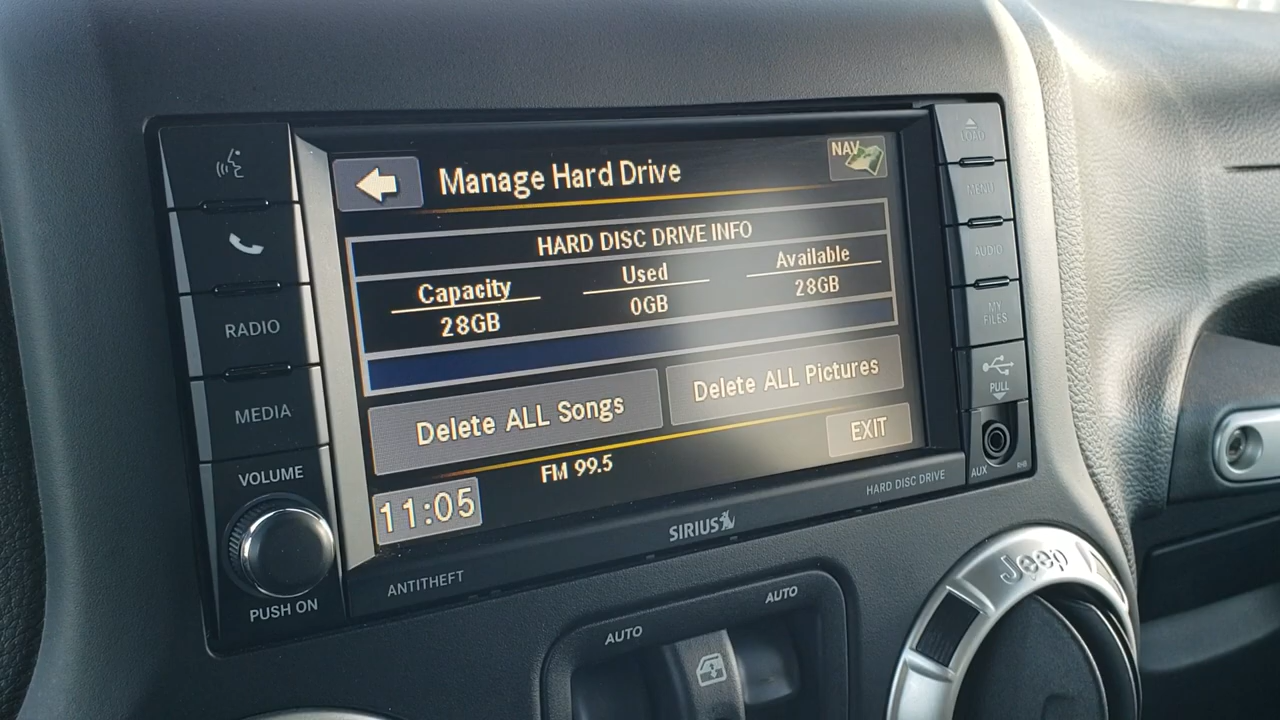 Manage Hard Drive
NAV
HARD DISC DRIVE INFO
Capacity Used Available
28GB 0GB 28GB
Delete ALL Songs
Delete ALL Pictures
FM 99.5
EXIT
11:05
RADIO
MEDIA
VOLUME
PUSH ON
LOAD
MENU
AUDIO
MY
FILES
PULL
AUX
RHB
HARD DISC DRIVE
SIRIUS
ANTITHEFT
AUTO
AUTO
Jeep